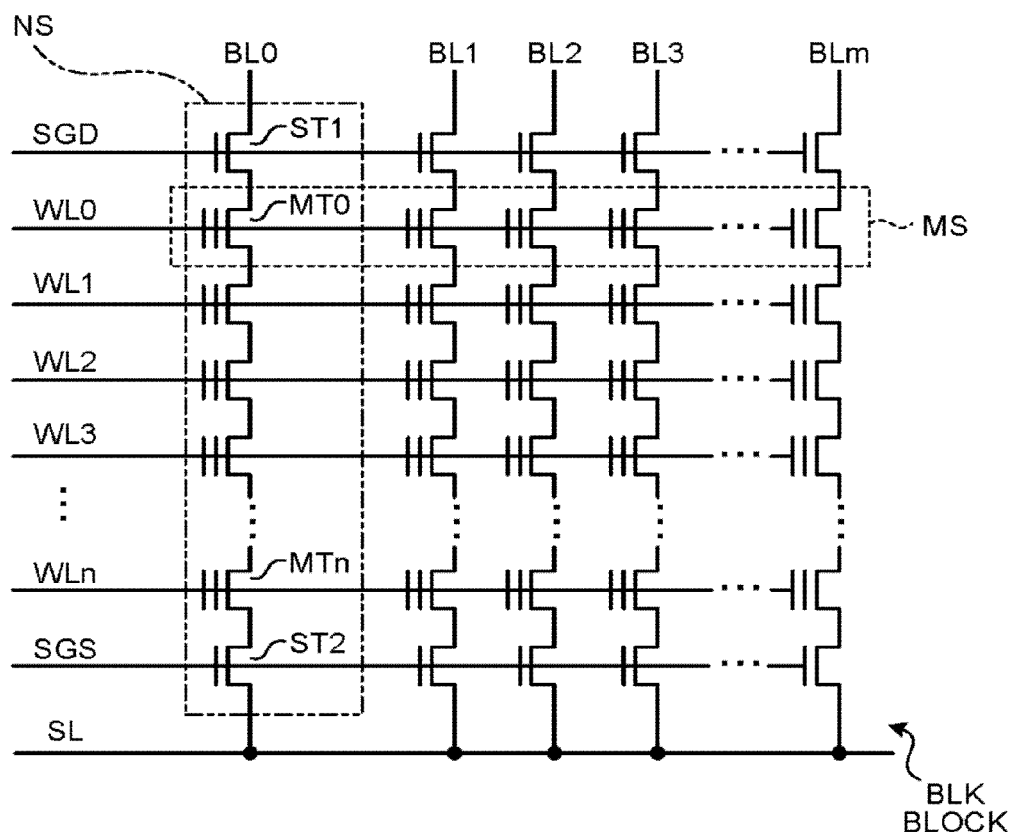 NS
BL0 BL1 BL2 BL3 BLm
SGD ST1
WL0 MT0 MS
WL1
WL2
WL3
WLn MTn
SGS ST2
SL
BLK
BLOCK